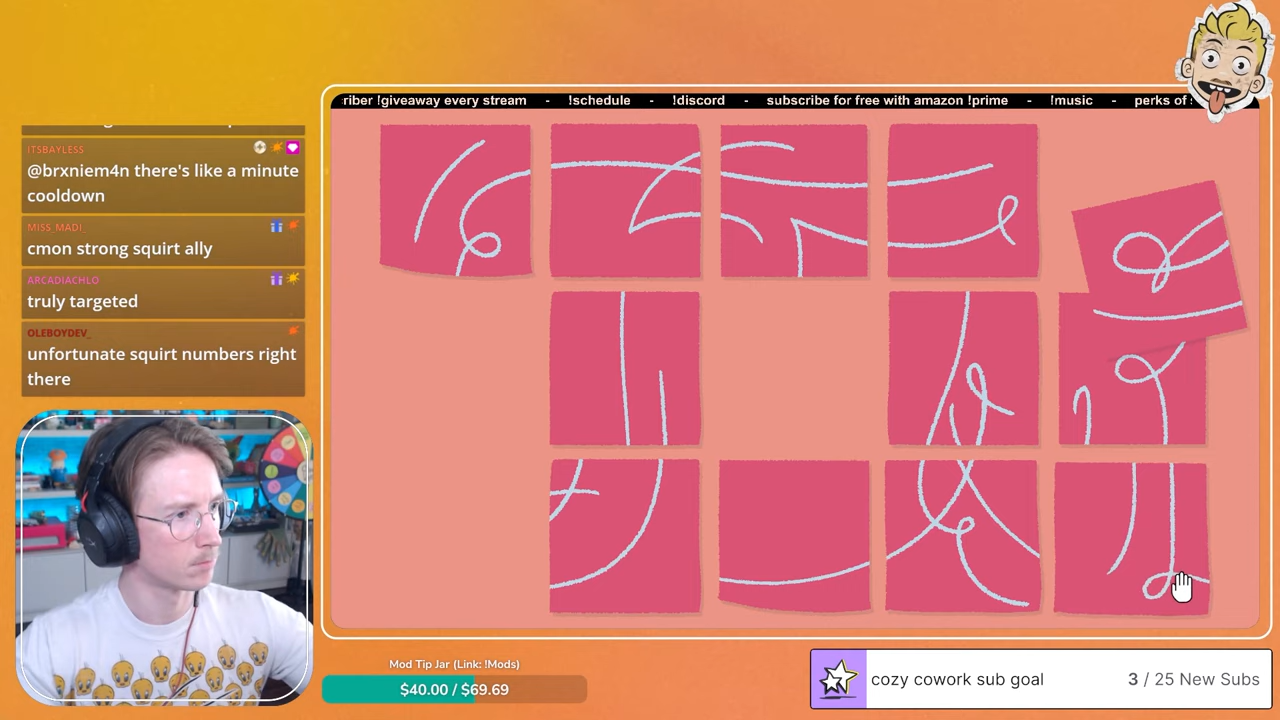 riber !giveaway every stream - !schedule - !discord - subscribe for free with amazon !prime - !music - perks of
ITSBAYLESS
@brxniem4n there's like a minute
cooldown
MISS_MADI_
cmon strong squirt ally
ARCADIACHLO
truly targeted
OLEBOYDEV_
unfortunate squirt numbers right
there
Mod Tip Jar (Link: !Mods)
$40.00 / $69.69
cozy cowork sub goal
3 / 25 New Subs